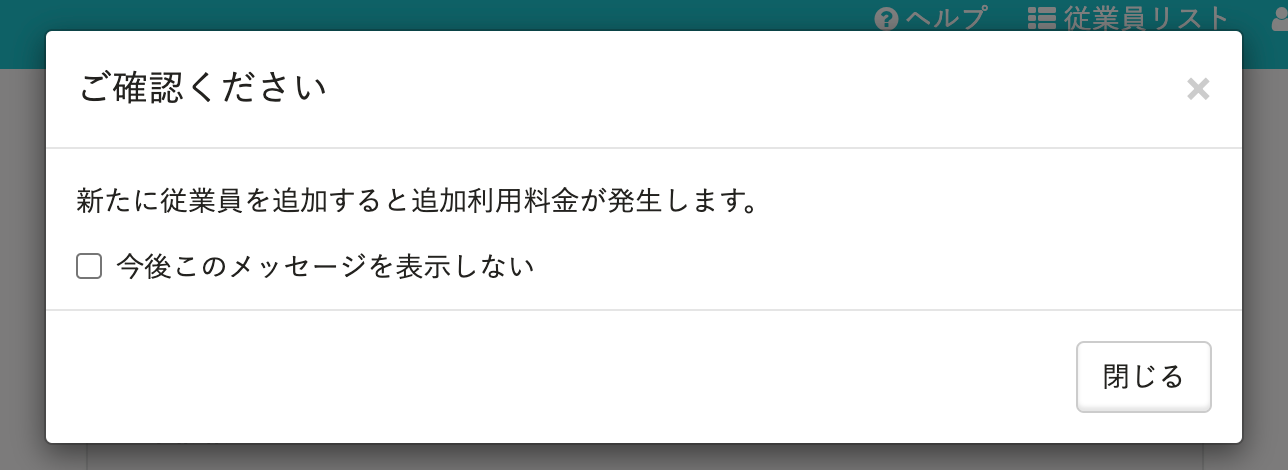 ヘルプ 従業員リスト
ご確認ください
×
新たに従業員を追加すると追加利用料金が発生します。
今後このメッセージを表示しない
閉じる